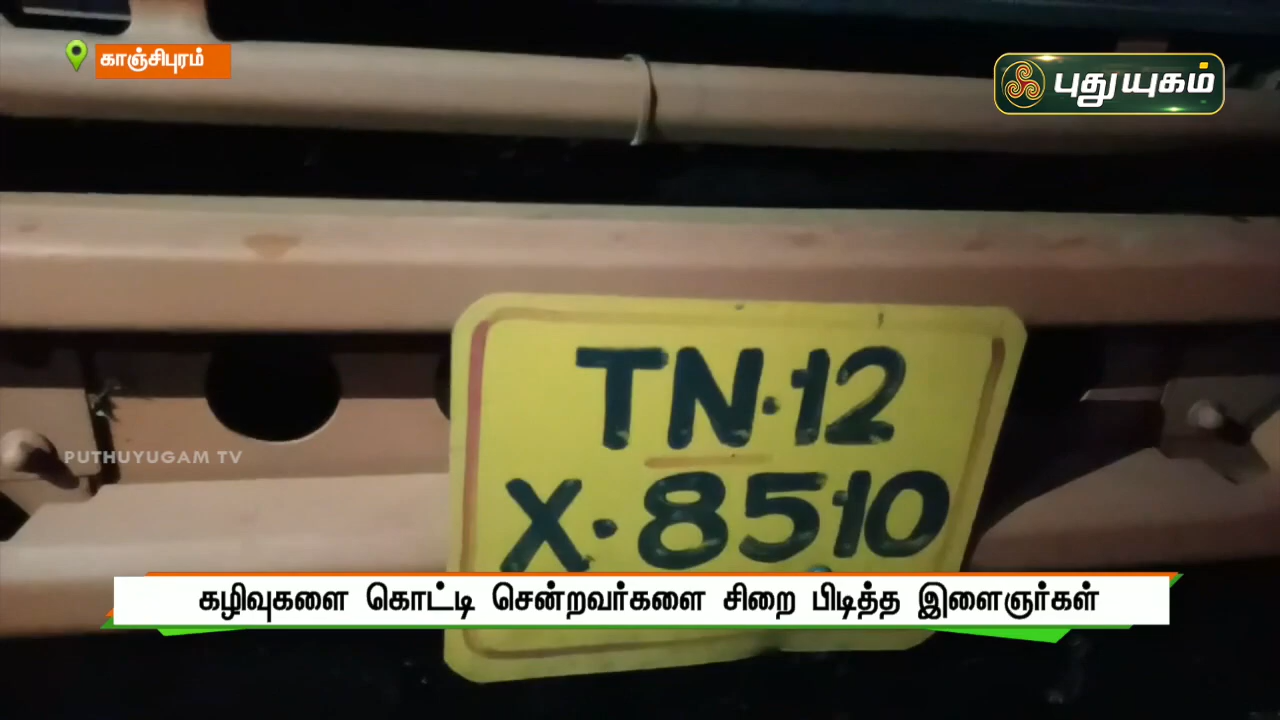 காஞ்சிபுரம்
புதுயுகம்
TN·12
X·8510
PUTHUYUGAM TV
கழிவுகளை கொட்டி சென்றவர்களை சிறை பிடித்த இளைஞர்கள்